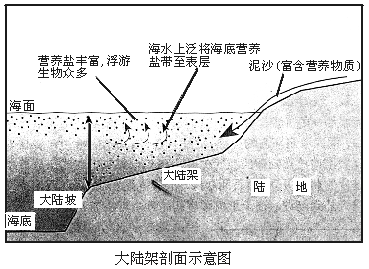 营养盐丰富,浮游
生物众多
海水上泛将海底营养
盐带至表层
泥沙(富含营养物质)
海面
大陆架
大陆坡
陆 地
海底
大陆架剖面示意图